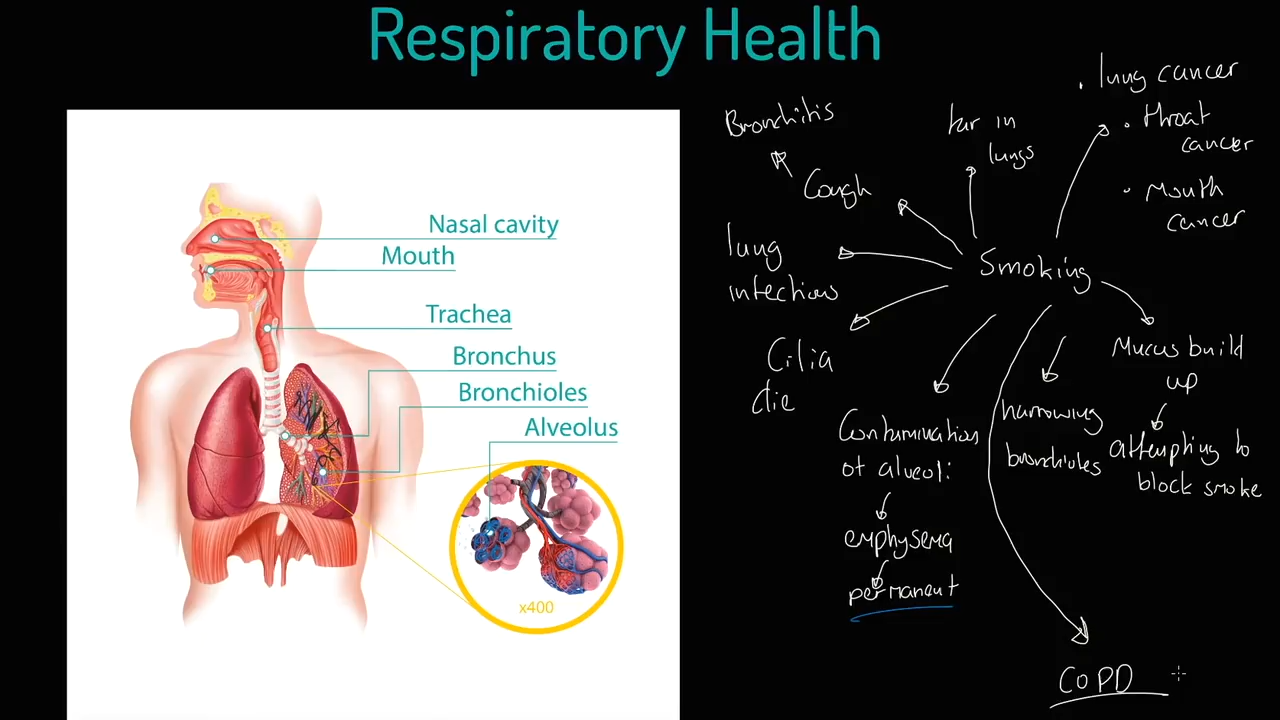 Respiratory Health
Nasal cavity
Mouth
Trachea
Bronchus
Bronchioles
Alveolus
x400
Bronchitis
Cough
tar in
lungs
. lung cancer
. throat
cancer
. Mouth
cancer
lung
infections
Smoking
Cilia
die
Mucus build
up
attempting to
block smoke
narrowing
bronchioles
Contamination
of alveoli
emphysema
permanent
COPD